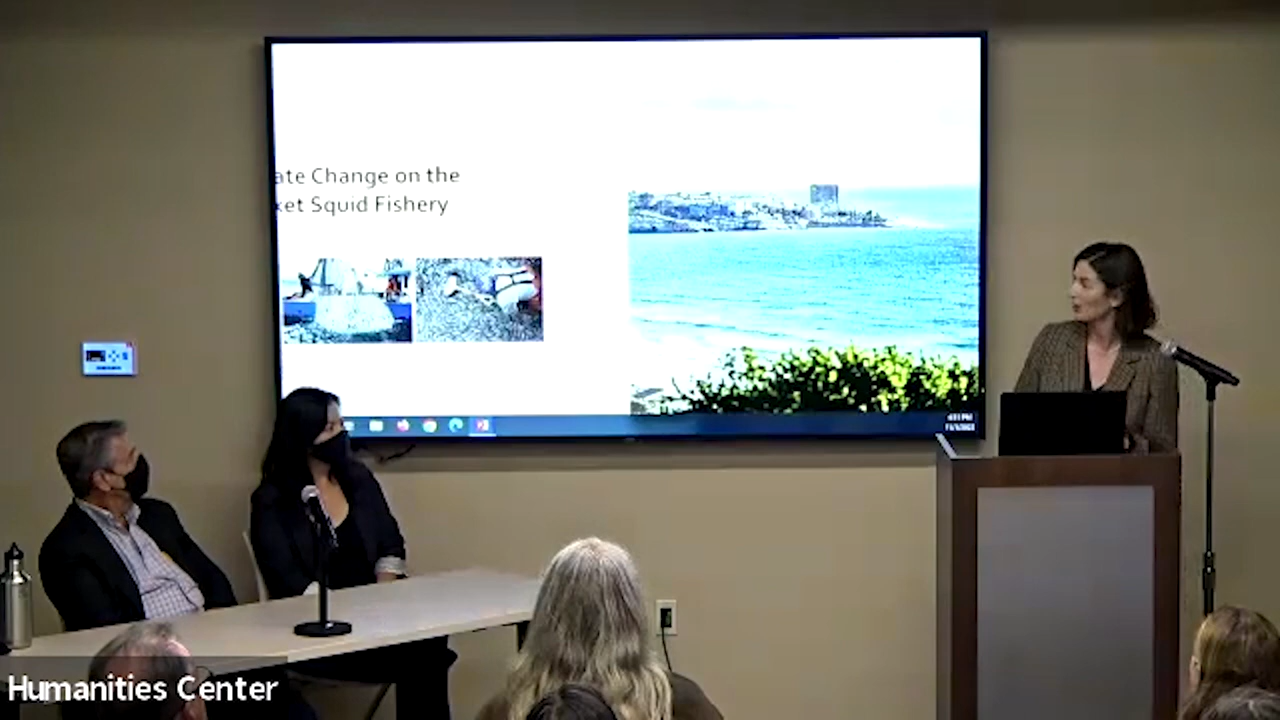 ate Change on the
ket Squid Fishery
Humanities Center